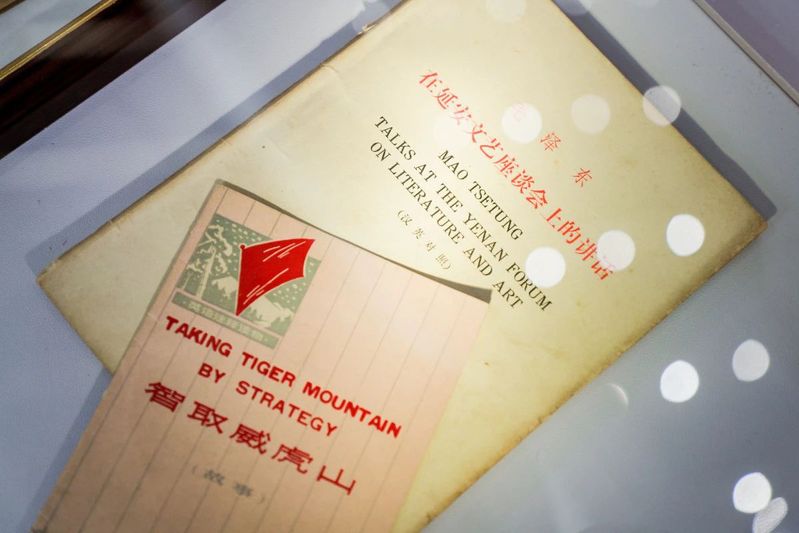 毛泽东
在延安文艺座谈会上的讲话
MAO TSETUNG
TALKS AT THE YENAN FORUM
ON LITERATURE AND ART
(汉英对照)
TAKING TIGER MOUNTAIN
BY STRATEGY
智取威虎山
(故事)